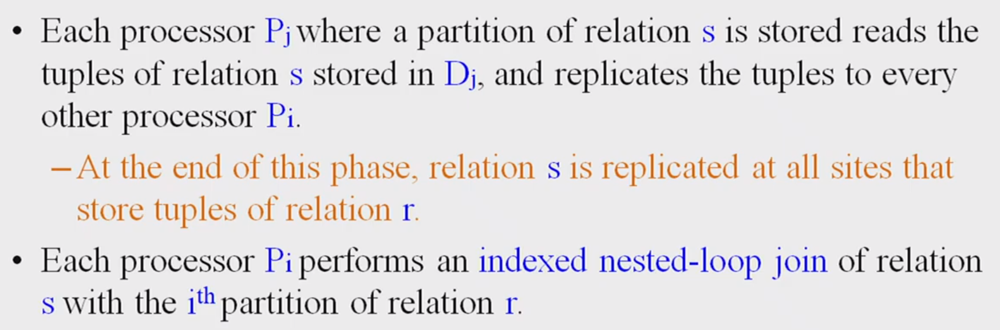 • Each processor Pj where a partition of relation s is stored reads the
tuples of relation s stored in Dj, and replicates the tuples to every
other processor Pi.
– At the end of this phase, relation s is replicated at all sites that
store tuples of relation r.
• Each processor Pi performs an indexed nested-loop join of relation
s with the ith partition of relation r.